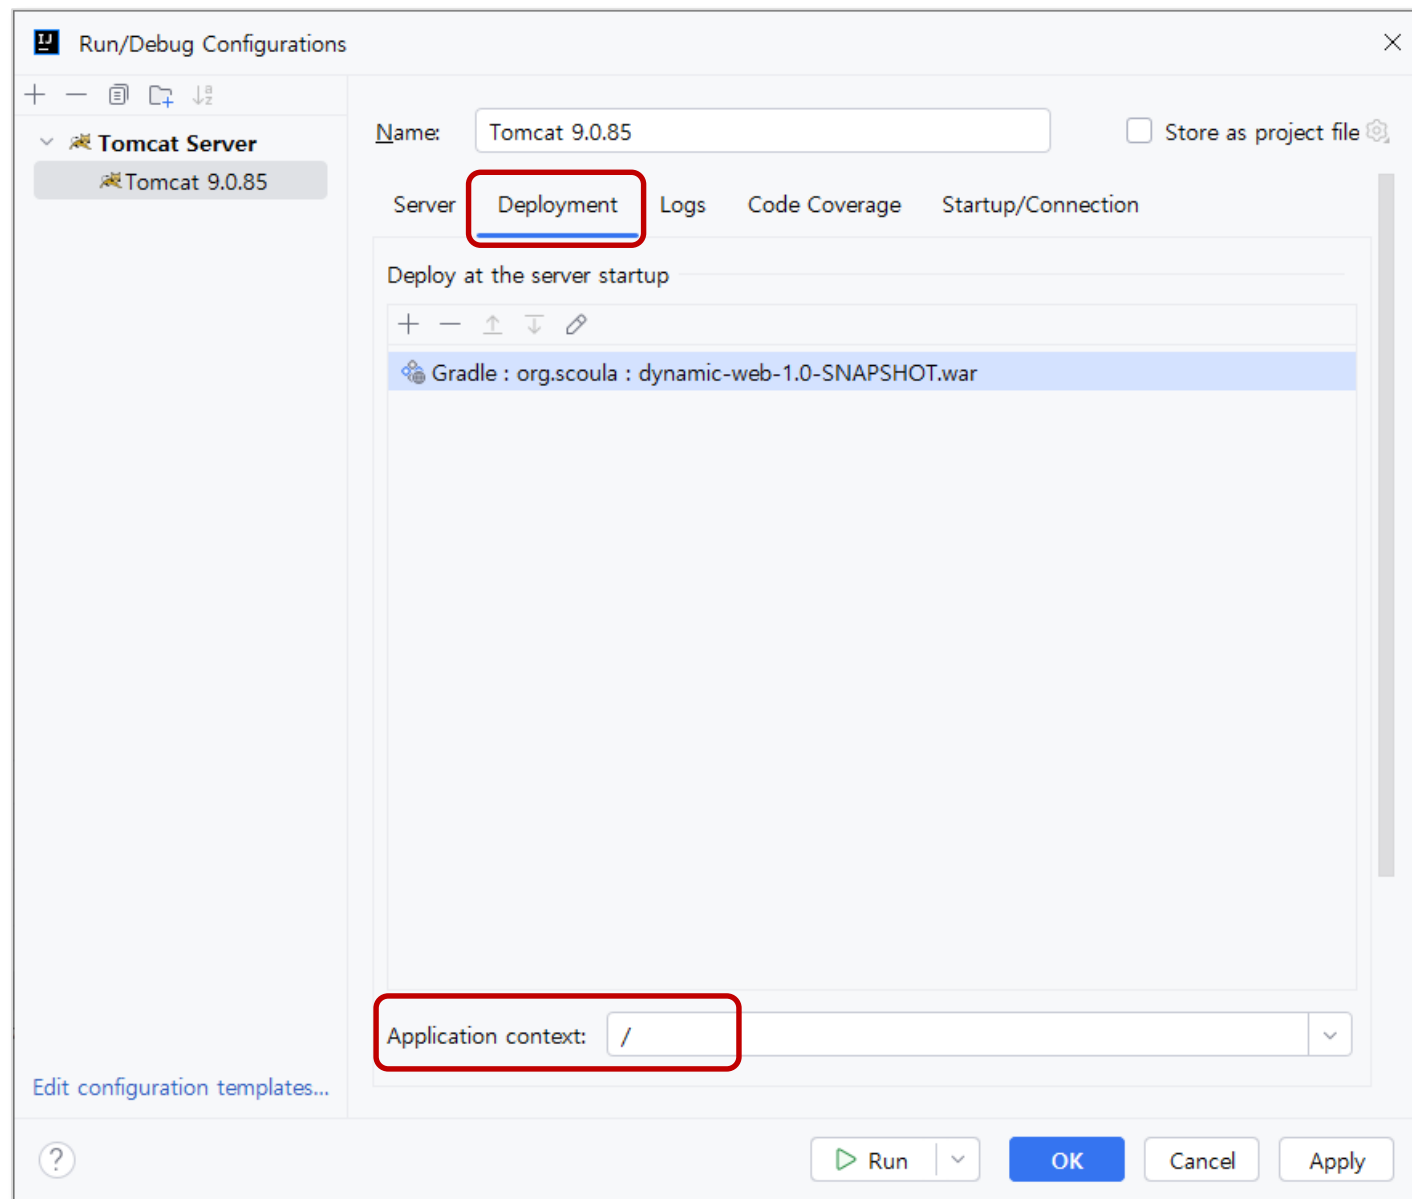 Run/Debug Configurations
Name: Tomcat 9.0.85 Store as project file
Tomcat Server
Tomcat 9.0.85
Server Deployment Logs Code Coverage Startup/Connection
Deploy at the server startup
Gradle : org.scoula : dynamic-web-1.0-SNAPSHOT.war
Application context: /
Edit configuration templates...
? Run OK Cancel Apply